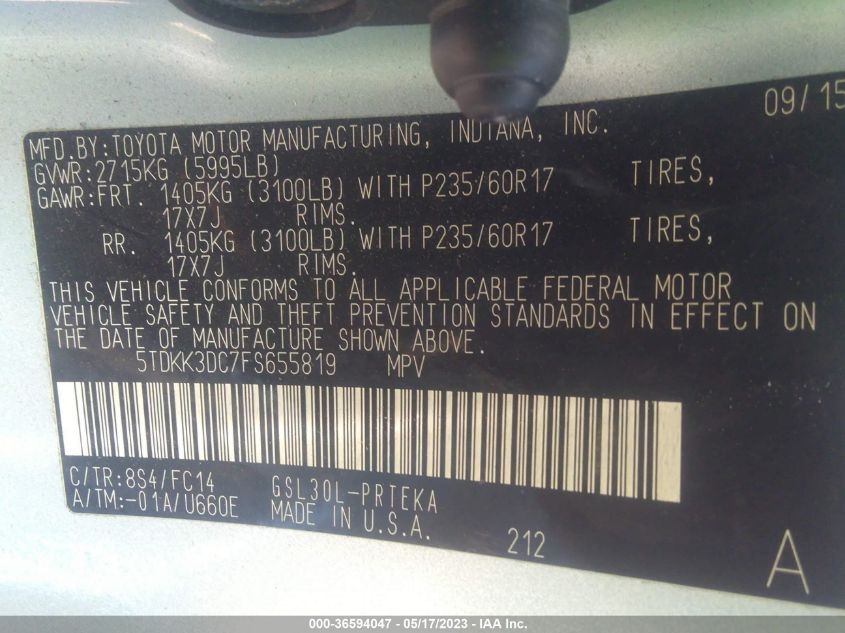 09/15
MFD.BY:TOYOTA MOTOR MANUFACTURING, INDIANA, INC.
GVWR:2715KG (5995LB)
GAWR:FRT. 1405KG (3100LB) WITH P235/60R17 TIRES,
17X7J RIMS.
RR. 1405KG (3100LB) WITH P235/60R17 TIRES,
17X7J RIMS.
THIS VEHICLE CONFORMS TO ALL APPLICABLE FEDERAL MOTOR
VEHICLE SAFETY AND THEFT PREVENTION STANDARDS IN EFFECT ON
THE DATE OF MANUFACTURE SHOWN ABOVE.
5TDKK3DC7FS655819 MPV
C/TR:8S4/FC14 GSL30L-PRTEKA
A/TM:-01A/U660E MADE IN U.S.A.
212
A
000-36594047 - 05/17/2023 - IAA Inc.